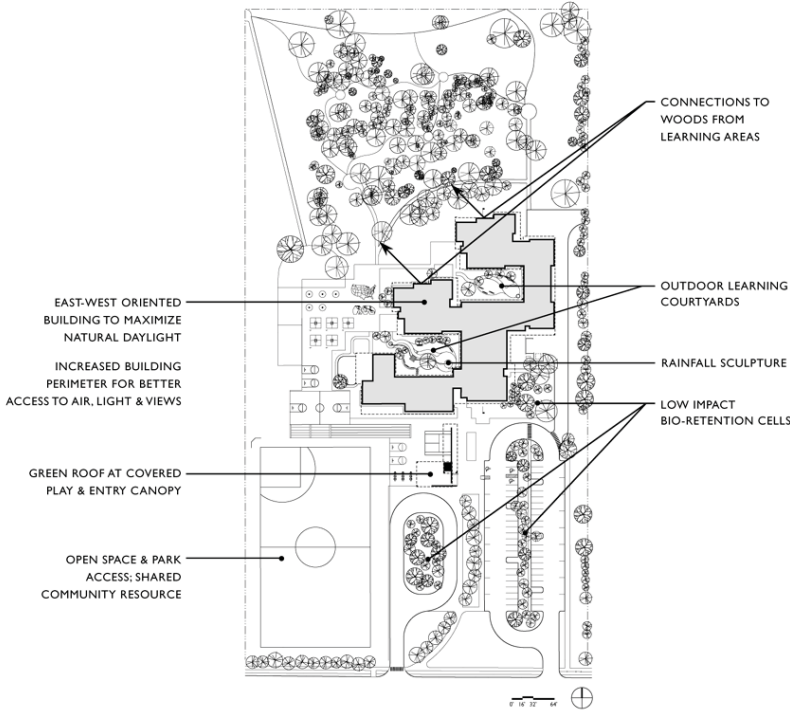 CONNECTIONS TO
WOODS FROM
LEARNING AREAS
EAST-WEST ORIENTED
BUILDING TO MAXIMIZE
NATURAL DAYLIGHT
OUTDOOR LEARNING
COURTYARDS
INCREASED BUILDING
PERIMETER FOR BETTER
ACCESS TO AIR, LIGHT & VIEWS
RAINFALL SCULPTURE
LOW IMPACT
BIO-RETENTION CELLS
GREEN ROOF AT COVERED
PLAY & ENTRY CANOPY
OPEN SPACE & PARK
ACCESS; SHARED
COMMUNITY RESOURCE
0' 16' 32' 64'